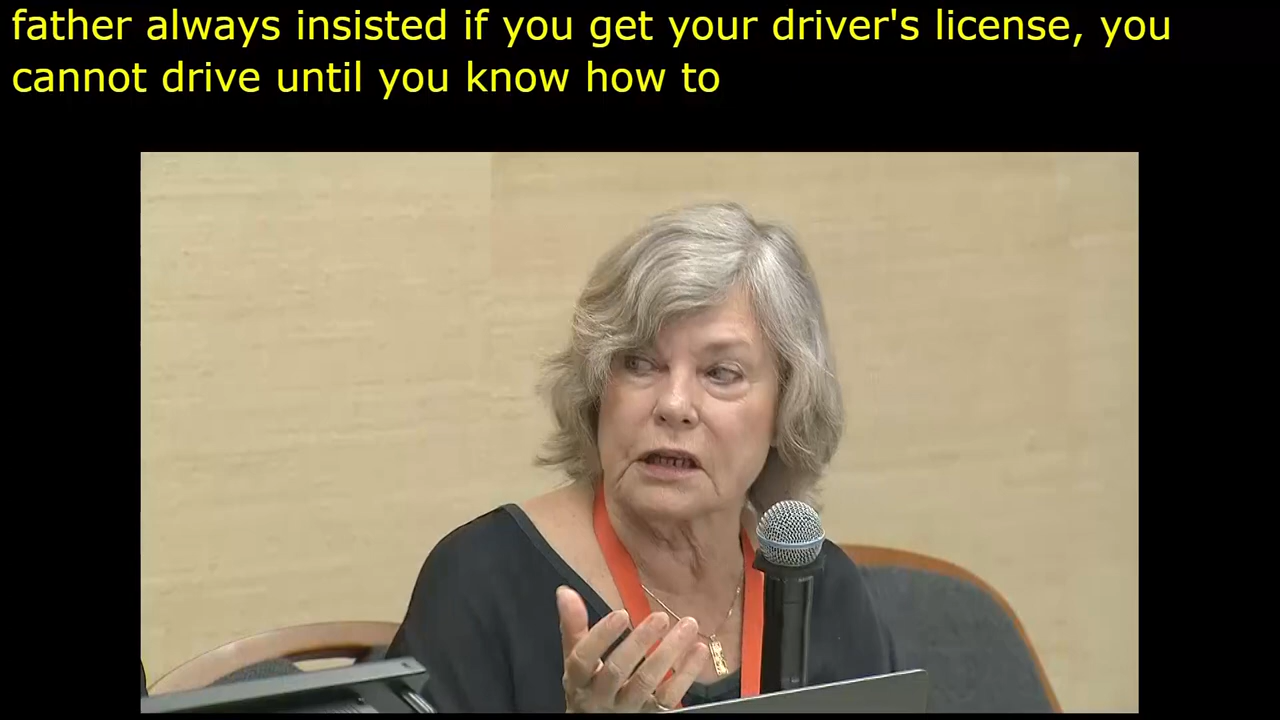 father always insisted if you get your driver's license, you
cannot drive until you know how to